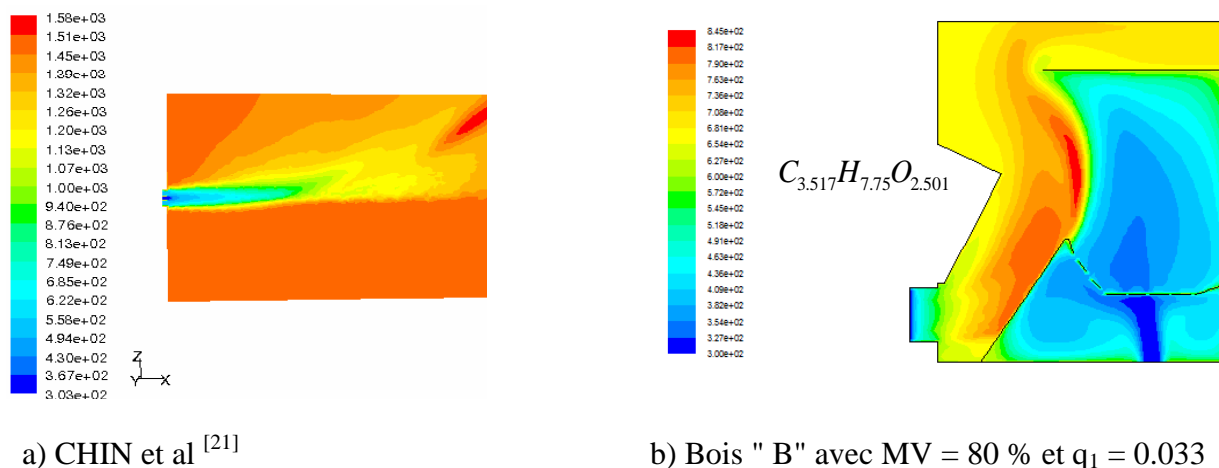 1.58e+03
1.51e+03
1.45e+03
1.39e+03
1.32e+03
1.26e+03
1.20e+03
1.13e+03
1.07e+03
1.00e+03
9.40e+02
8.76e+02
8.13e+02
7.49e+02
6.85e+02
6.22e+02
5.58e+02
4.94e+02
4.30e+02
3.67e+02
3.03e+02
Z
Y X
a) CHIN et al [21]
8.45e+02
8.17e+02
7.90e+02
7.63e+02
7.36e+02
7.08e+02
6.81e+02
6.54e+02
6.27e+02
6.00e+02
5.72e+02
5.45e+02
5.18e+02
4.91e+02
4.63e+02
4.36e+02
4.09e+02
3.82e+02
3.54e+02
3.27e+02
3.00e+02
C3.517H7.75O2.501
b) Bois " B" avec MV = 80 % et q1 = 0.033